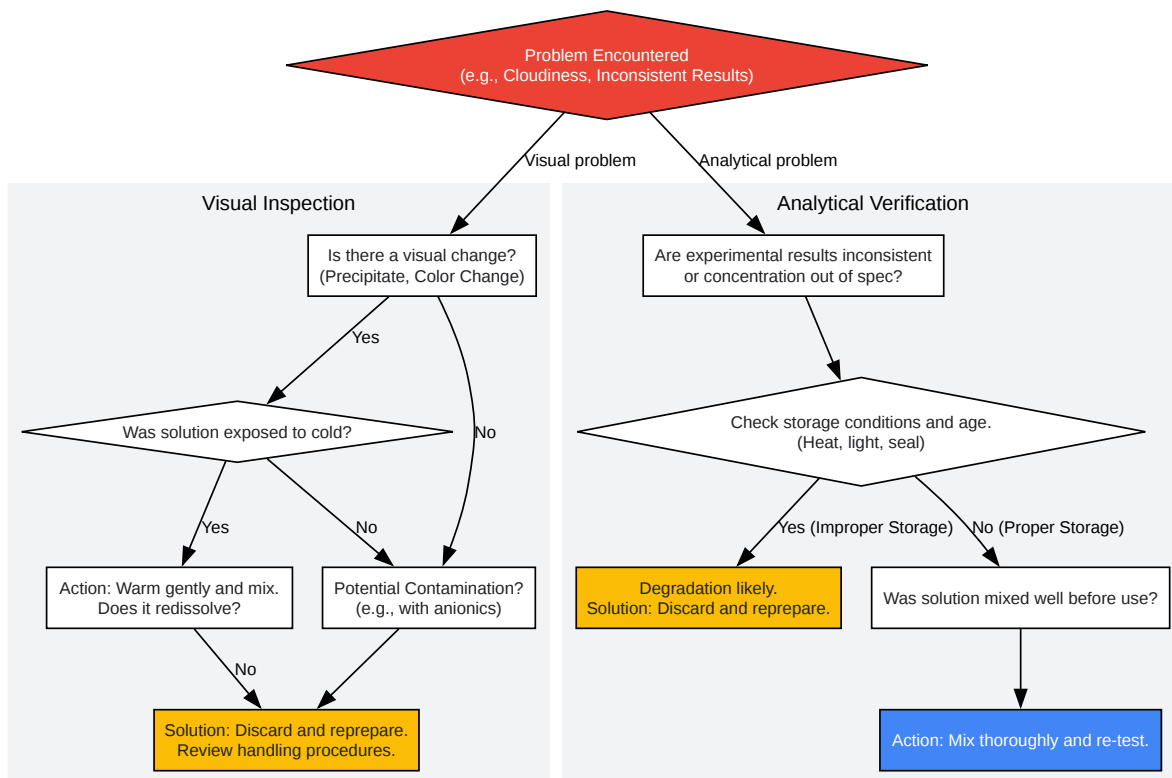 Problem Encountered
(e.g., Cloudiness, Inconsistent Results)
Visual problem
Analytical problem
Visual Inspection
Is there a visual change?
(Precipitate, Color Change)
Yes
No
Was solution exposed to cold?
Yes
No
Action: Warm gently and mix.
Does it redissolve?
Potential Contamination?
(e.g., with anionics)
No
Solution: Discard and reprepare.
Review handling procedures.
Analytical Verification
Are experimental results inconsistent
or concentration out of spec?
Check storage conditions and age.
(Heat, light, seal)
Yes (Improper Storage)
No (Proper Storage)
Degradation likely.
Solution: Discard and reprepare.
Was solution mixed well before use?
Action: Mix thoroughly and re-test.